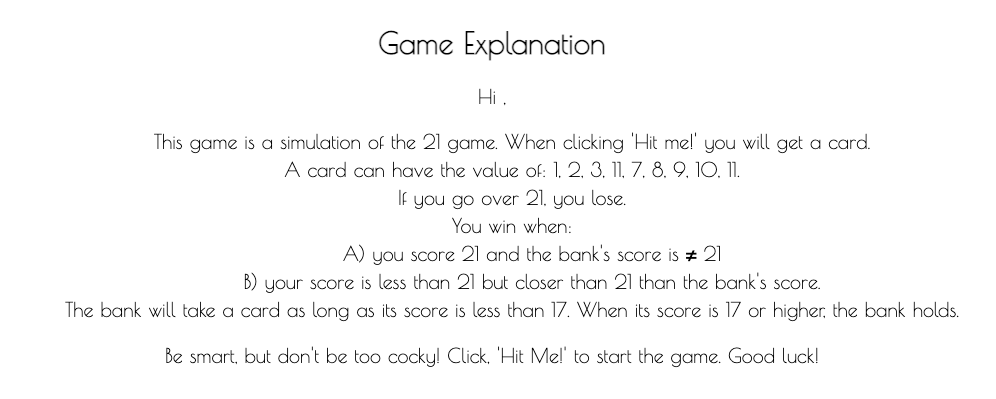 Game Explanation
Hi ,
This game is a simulation of the 21 game. When clicking 'Hit me!' you will get a card.
A card can have the value of: 1, 2, 3, 11, 7, 8, 9, 10, 11.
If you go over 21, you lose.
You win when:
A) you score 21 and the bank's score is ≠ 21
B) your score is less than 21 but closer than 21 than the bank's score.
The bank will take a card as long as its score is less than 17. When its score is 17 or higher, the bank holds.
Be smart, but don't be too cocky! Click, 'Hit Me!' to start the game. Good luck!